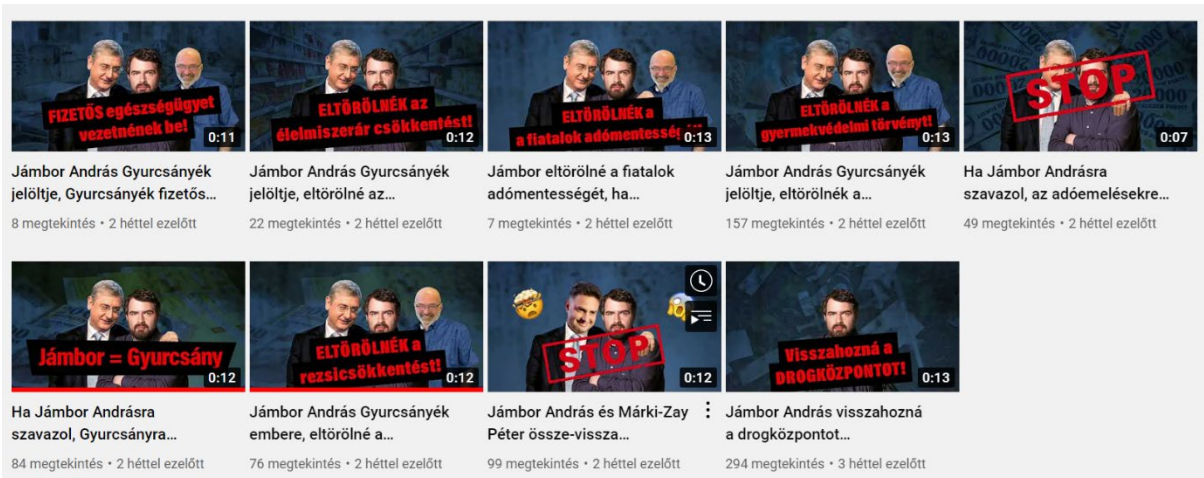 FIZETŐS egészségügyet
vezetnének be!
0:11
ELTÖRÖLNÉK az
élelmiszerár csökkentést!
0:12
ELTÖRÖLNÉK a
a fiatalok adómentességét!
0:13
ELTÖRÖLNÉK a
gyermekvédelmi törvényt!
0:13
STOP
0:07
Jámbor András Gyurcsányék
jelöltje, Gyurcsányék fizetős...
8 megtekintés • 2 héttel ezelőtt
Jámbor András Gyurcsányék
jelöltje, eltörölné az...
22 megtekintés • 2 héttel ezelőtt
Jámbor eltörölné a fiatalok
adómentességét, ha...
7 megtekintés • 2 héttel ezelőtt
Jámbor András Gyurcsányék
jelöltje, eltörölnék a...
157 megtekintés • 2 héttel ezelőtt
Ha Jámbor Andrásra
szavazol, az adóemelésekre...
49 megtekintés • 2 héttel ezelőtt
Jámbor = Gyurcsány
0:12
ELTÖRÖLNÉK a
rezsicsökkentést!
0:12
STOP
0:12
Visszahozná a
DROGKÖZPONTOT!
0:13
Ha Jámbor Andrásra
szavazol, Gyurcsányra...
84 megtekintés • 2 héttel ezelőtt
Jámbor András Gyurcsányék
embere, eltörölné a...
76 megtekintés • 2 héttel ezelőtt
Jámbor András és Márki-Zay
Péter össze-vissza...
99 megtekintés • 2 héttel ezelőtt
Jámbor András visszahozná
a drogközpontot...
294 megtekintés • 3 héttel ezelőtt